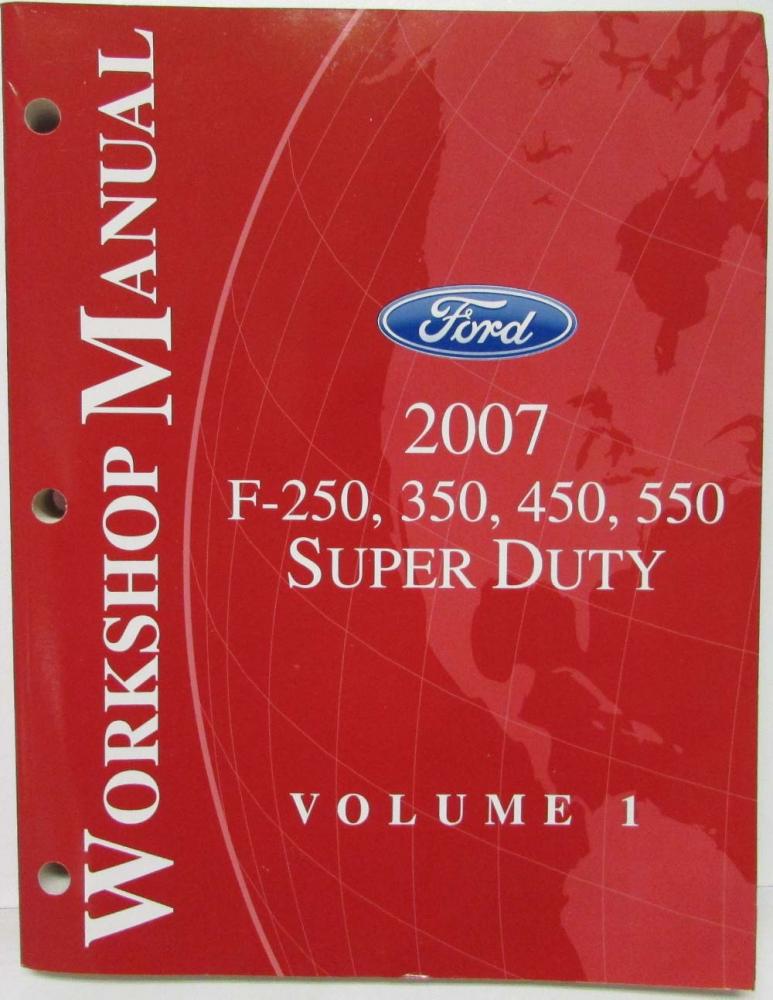 WORKSHOP MANUAL
Ford
2007
F-250, 350, 450, 550
SUPER DUTY
VOLUME 1